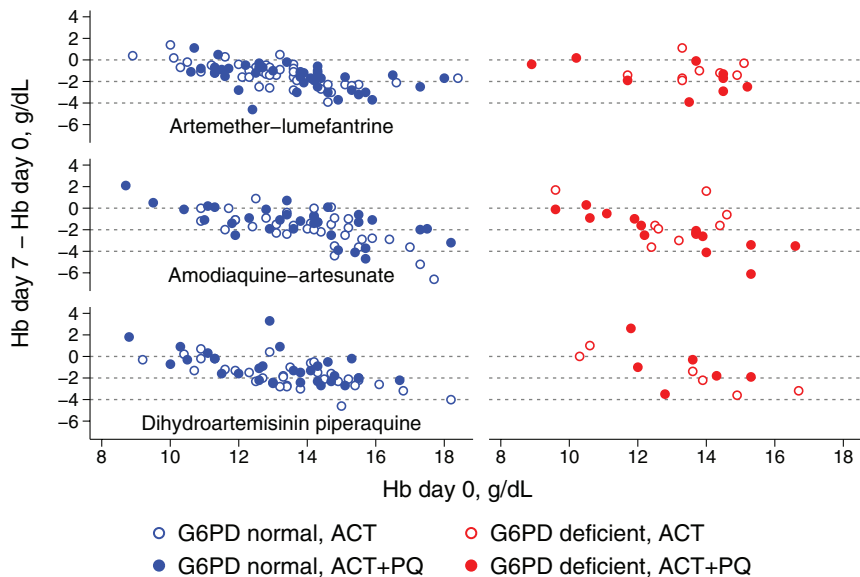 Hb day 7 – Hb day 0, g/dL
4
2
0
−2
−4
−6
Artemether–lumefantrine
4
2
0
−2
−4
−6
Amodiaquine–artesunate
4
2
0
−2
−4
−6
Dihydroartemisinin piperaquine
8 10 12 14 16 18 8 10 12 14 16 18
Hb day 0, g/dL
G6PD normal, ACT G6PD deficient, ACT
G6PD normal, ACT+PQ G6PD deficient, ACT+PQ